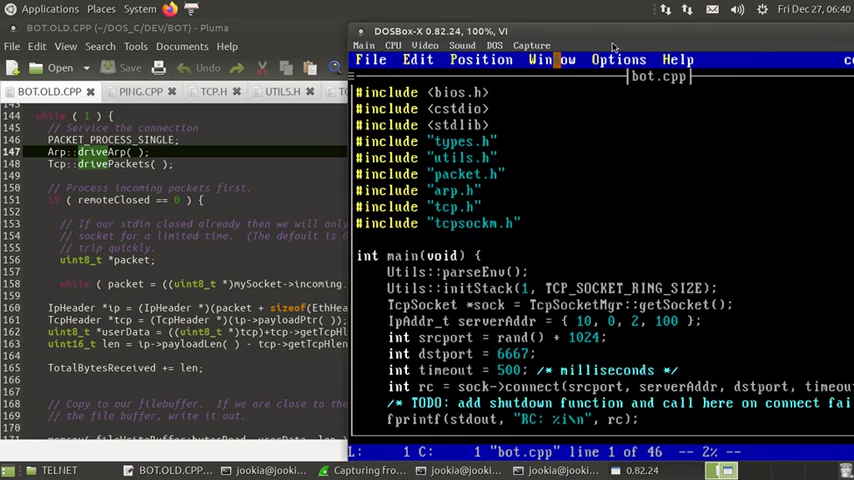 Applications Places System Fri Dec 27, 06:40
BOT.OLD.CPP (~/DOS_C/DEV/BOT) - Pluma
File Edit View Search Tools Documents Help
Open Save
BOT.OLD.CPP PING.CPP TCP.H UTILS.H
143
144 while ( 1 ) {
145 // Service the connection
146 PACKET_PROCESS_SINGLE;
147 Arp::driveArp( );
148 Tcp::drivePackets( );
149
150 // Process incoming packets first.
151 if ( remoteClosed == 0 ) {
152
153 // If our stdin closed already then we will only
154 // socket for a limited time. (The default is 6
155 // trip quickly.
156 uint8_t *packet;
157
158 while ( packet = ((uint8_t *)mySocket->incoming.
159
160 IpHeader *ip = (IpHeader *)(packet + sizeof(EthHea
161 TcpHeader *tcp = (TcpHeader *)(ip->payloadPtr( ));
162 uint8_t *userData = ((uint8_t *)tcp)+tcp->getTcpHl
163 uint16_t len = ip->payloadLen( ) - tcp->getTcpHlen
164
165 TotalBytesReceived += len;
166
167
168 // Copy to our filebuffer. If we are close to the
169 // the file buffer, write it out.
170
171
DOSBox-X 0.82.24, 100%, VI
Main CPU Video Sound DOS Capture
File Edit Position Window Options Help
bot.cpp
#include <bios.h>
#include <cstdio>
#include <stdlib>
#include "types.h"
#include "utils.h"
#include "packet.h"
#include "arp.h"
#include "tcp.h"
#include "tcpsockm.h"
int main(void) {
Utils::parseEnv();
Utils::initStack(1, TCP_SOCKET_RING_SIZE);
TcpSocket *sock = TcpSocketMgr::getSocket();
IpAddr_t serverAddr = { 10, 0, 2, 100 };
int srcport = rand() + 1024;
int dstport = 6667;
int timeout = 500; /* milliseconds */
int rc = sock->connect(srcport, serverAddr, dstport, timeou
/* TODO: add shutdown function and call here on connect fai
fprintf(stdout, "RC: %i\n", rc);
L: 1 C: 1 "bot.cpp" line 1 of 46 -- 2% --
TELNET BOT.OLD.CPP... jookia@jooki... Capturing fro... jookia@jooki... jookia@jooki... 0.82.24